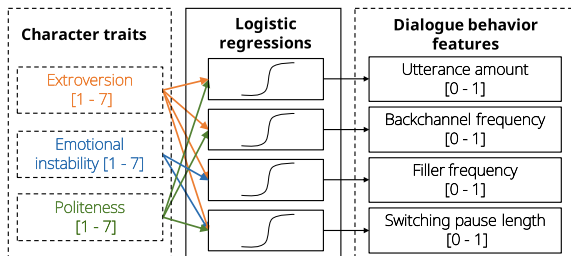 Character traits
Extroversion
[1 - 7]
Emotional
instability [1 - 7]
Politeness
[1 - 7]
Logistic
regressions
Dialogue behavior
features
Utterance amount
[0 - 1]
Backchannel frequency
[0 - 1]
Filler frequency
[0 - 1]
Switching pause length
[0 - 1]